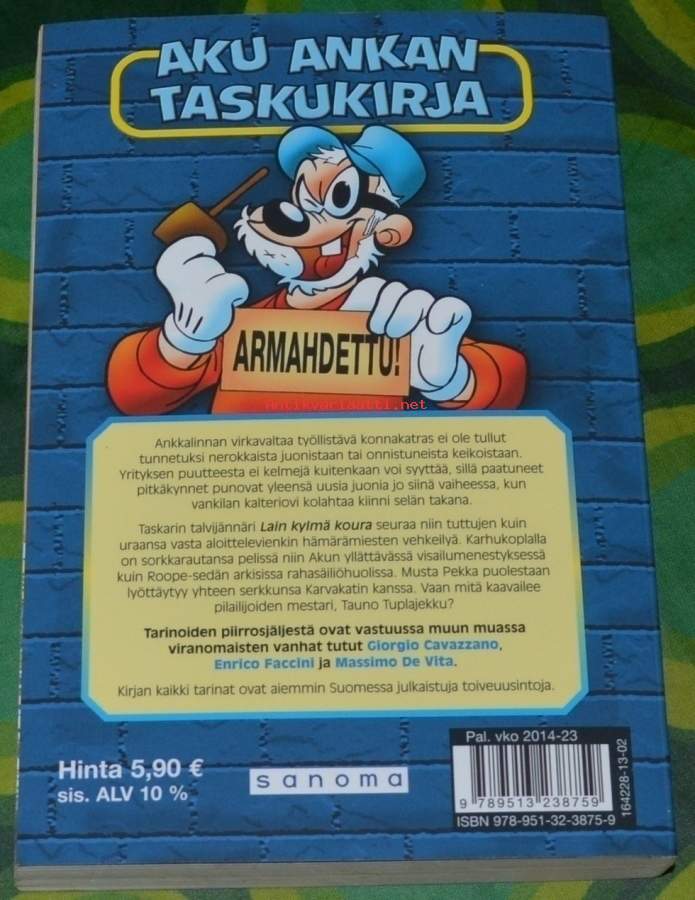 AKU ANKAN
TASKUKIRJA
ARMAHDETTU!
antikvariaatti.net
Ankkalinnan virkavaltaa työllistävä konnakatras ei ole tullut
tunnetuksi nerokkaista juonistaan tai onnistuneista keikoistaan.
Yrityksen puutteesta ei kelmejä kuitenkaan voi syyttää, sillä paatuneet
pitkäkynnet punovat yleensä uusia juonia jo siinä vaiheessa, kun
vankilan kalteriovi kolahtaa kiinni selän takana.
Taskarin talvijännäri Lain kylmä koura seuraa niin tuttujen kuin
uraansa vasta aloittelevienkin hämärämiesten vehkeilyä. Karhukoplalla
on sorkkarautansa pelissä niin Akun yllättävässä visailumenestyksessä
kuin Roope-sedän arkisissa rahasäiliöhuolissa. Musta Pekka puolestaan
lyöttäytyy yhteen serkkunsa Karvakatin kanssa. Vaan mitä kaavailee
pilailijoiden mestari, Tauno Tuplajekku?
Tarinoiden piirrosjäljestä ovat vastuussa muun muassa
viranomaisten vanhat tutut Giorgio Cavazzano,
Enrico Faccini ja Massimo De Vita.
Kirjan kaikki tarinat ovat aiemmin Suomessa julkaistuja toiveuusintoja.
Hinta 5,90 €
sis. ALV 10 %
sanoma
Pal. vko 2014-23
9 789513 238759
ISBN 978-951-32-3875-9
164228-13-02